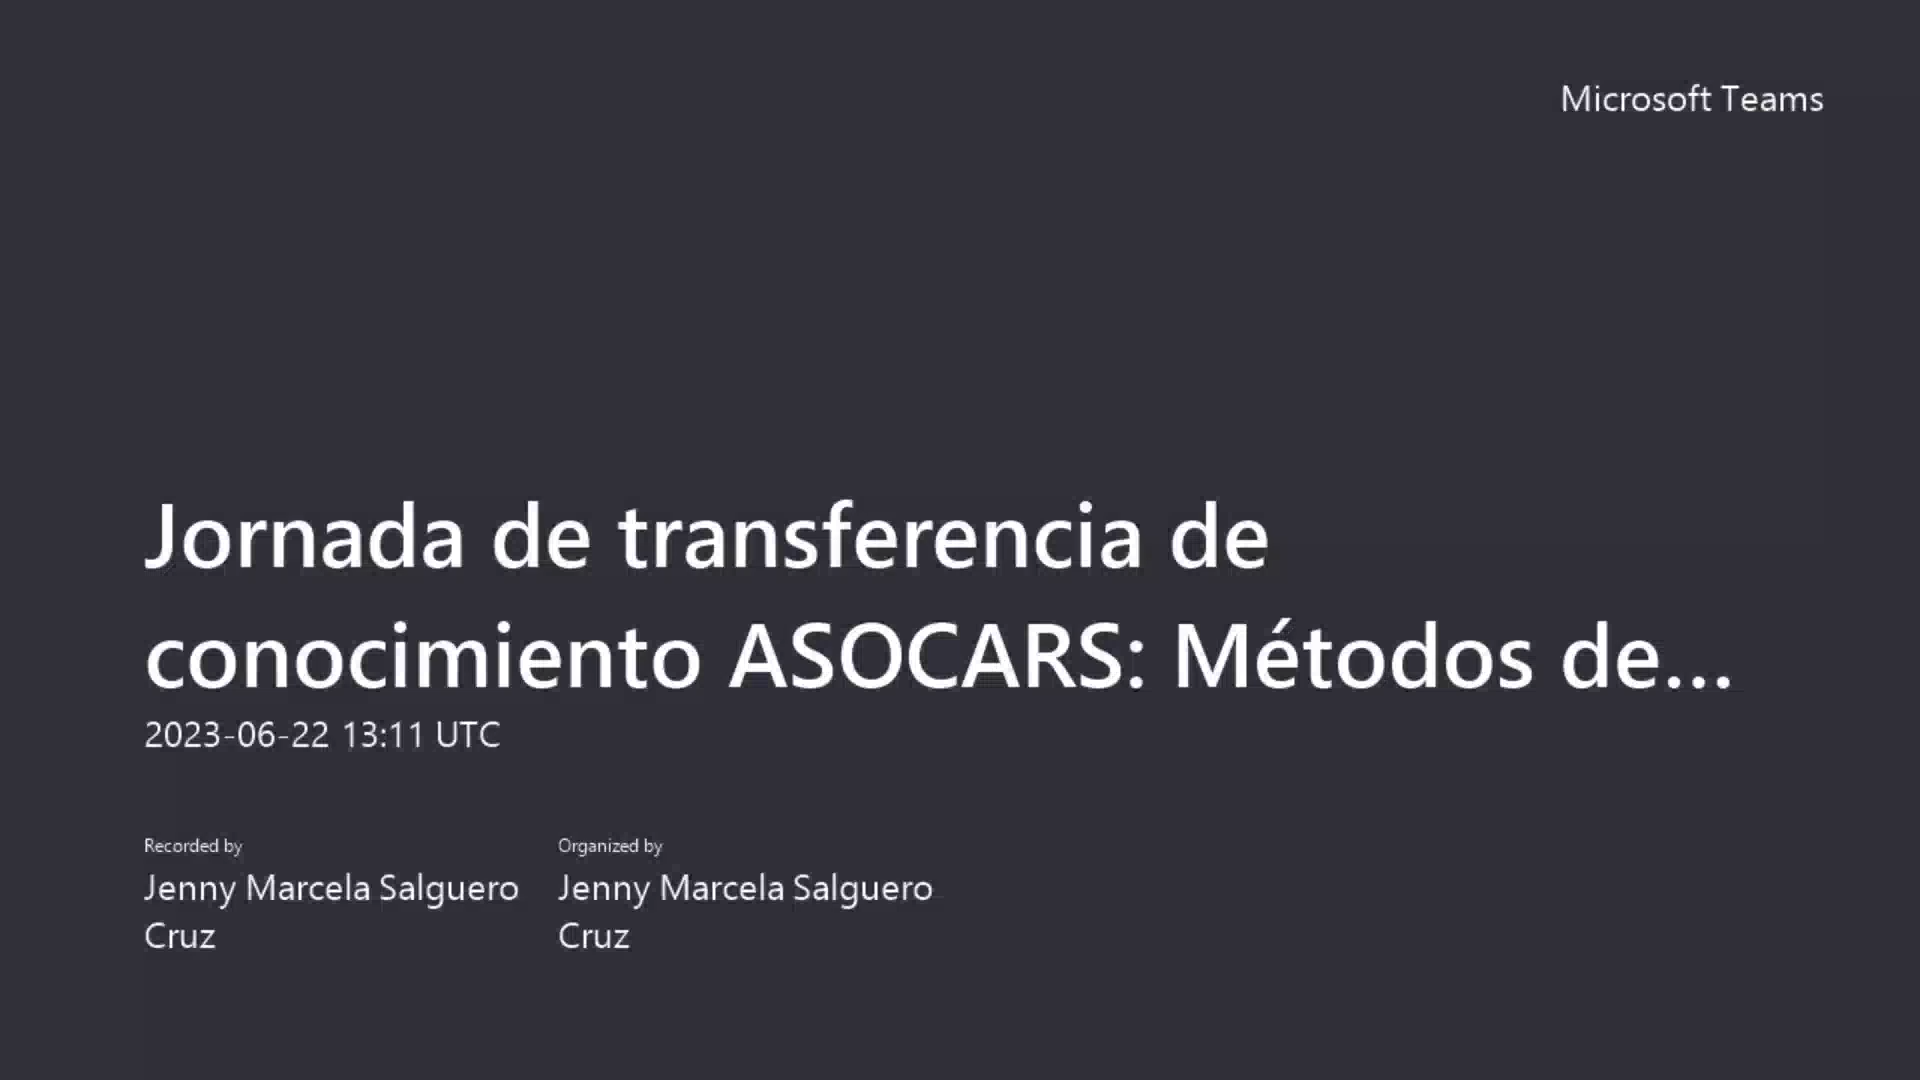 Microsoft Teams
Jornada de transferencia de
conocimiento ASOCARS: Métodos de...
2023-06-22 13:11 UTC
Recorded by
Jenny Marcela Salguero
Cruz
Organized by
Jenny Marcela Salguero
Cruz